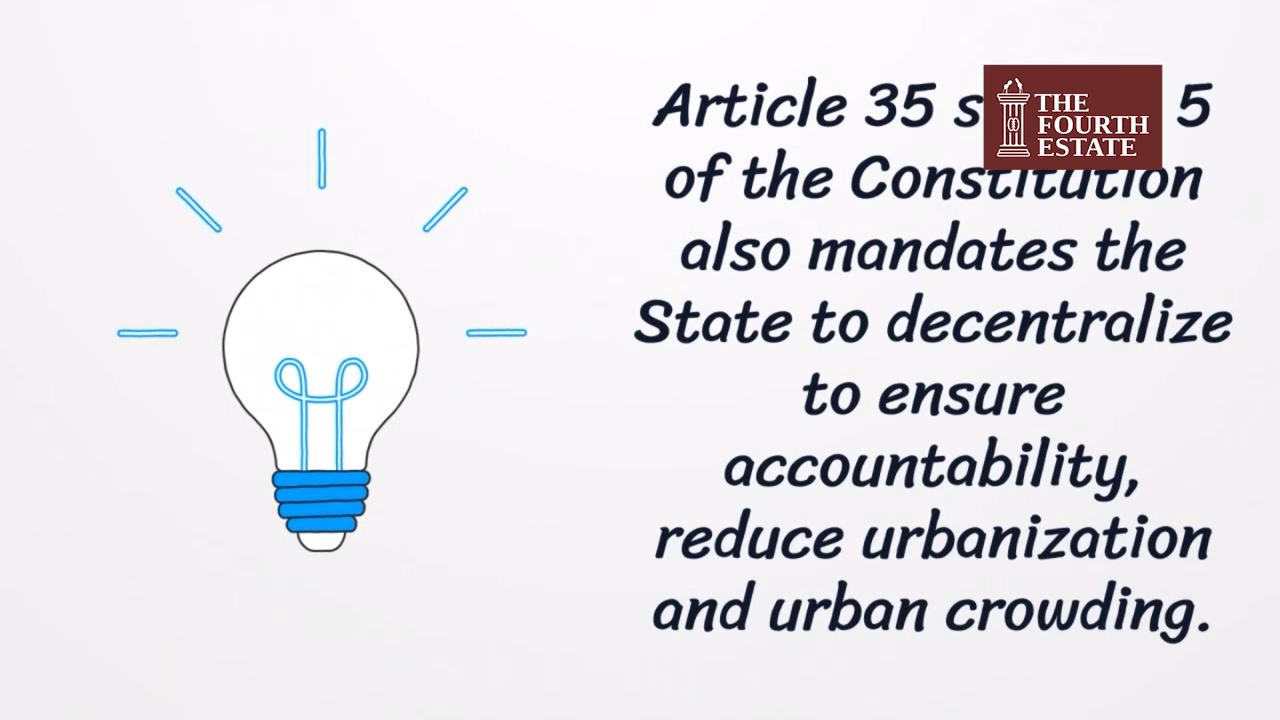 Article 35 s 5
of the Constitution
also mandates the
State to decentralize
to ensure
accountability,
reduce urbanization
and urban crowding.
THE
FOURTH
ESTATE